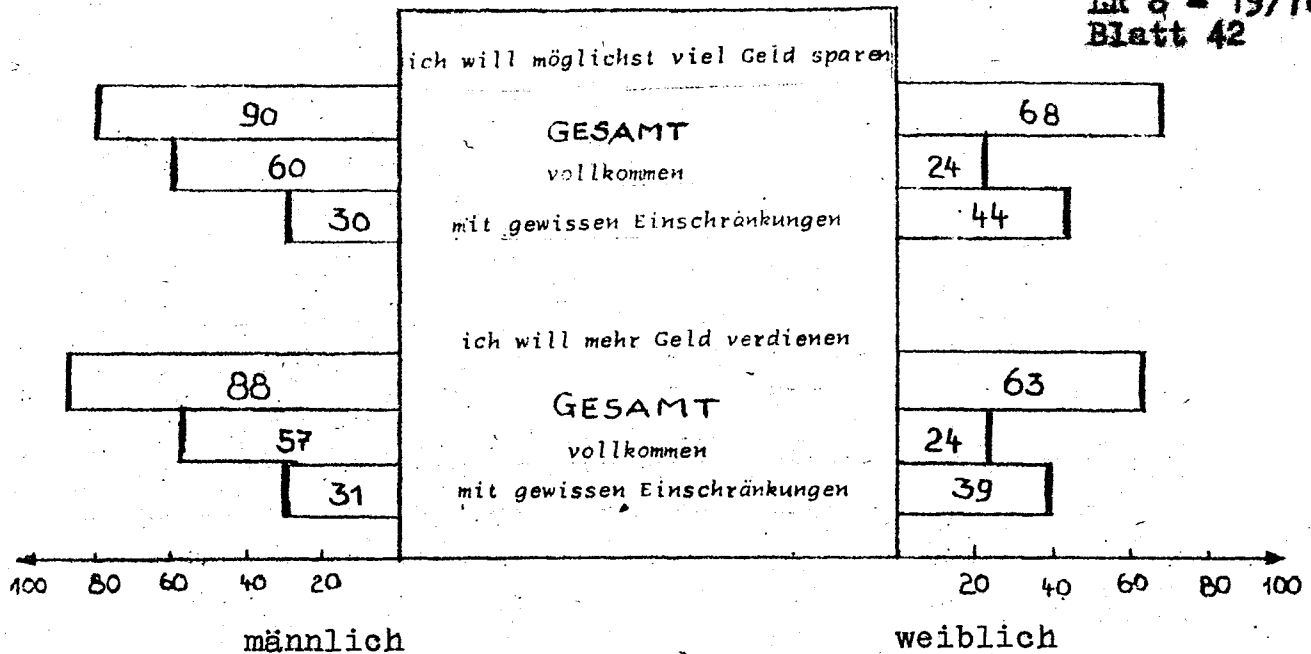 Blatt 42
ich will möglichst viel Geld sparen
90 GESAMT 68
60 vollkommen 24
30 mit gewissen Einschränkungen 44
ich will mehr Geld verdienen
88 GESAMT 63
57 vollkommen 24
31 mit gewissen Einschränkungen 39
100 80 60 40 20 20 40 60 80 100
männlich weiblich